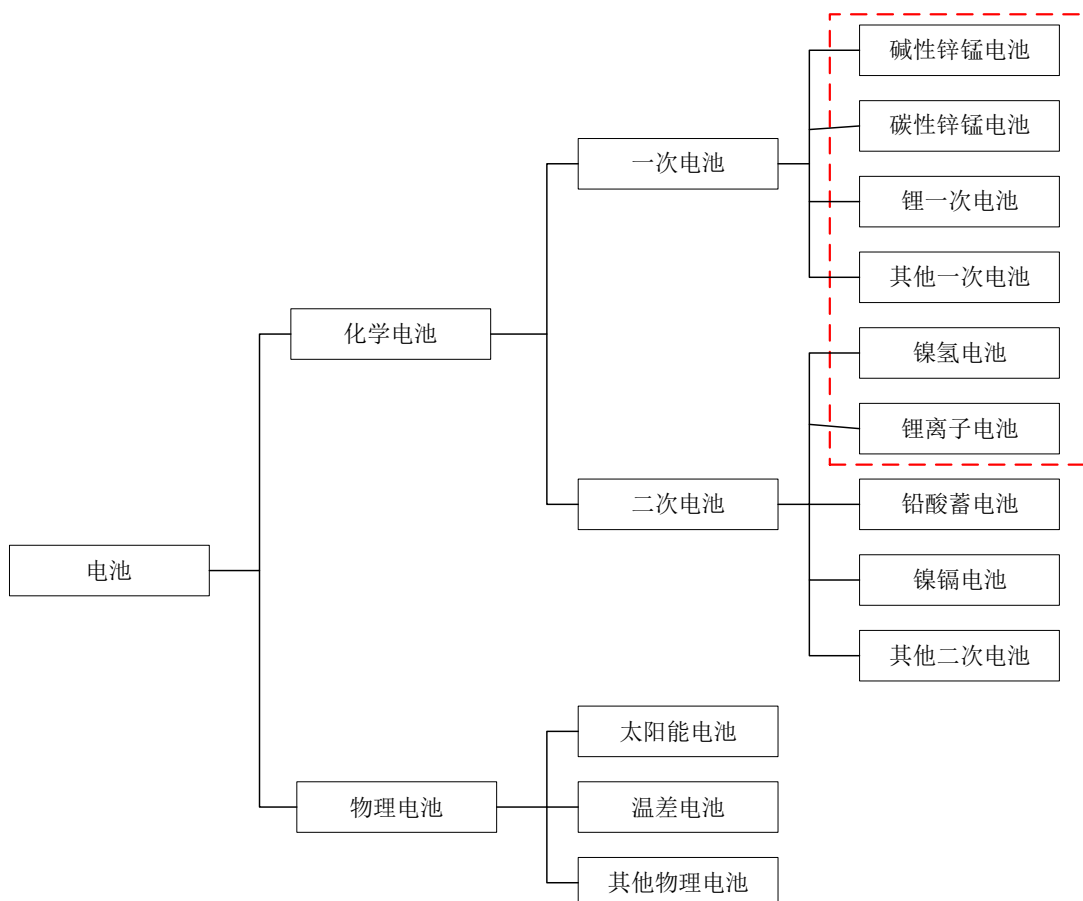 碱性锌锰电池
碳性锌锰电池
一次电池
锂一次电池
其他一次电池
化学电池
镍氢电池
锂离子电池
二次电池
铅酸蓄电池
电池
镍镉电池
其他二次电池
太阳能电池
物理电池
温差电池
其他物理电池